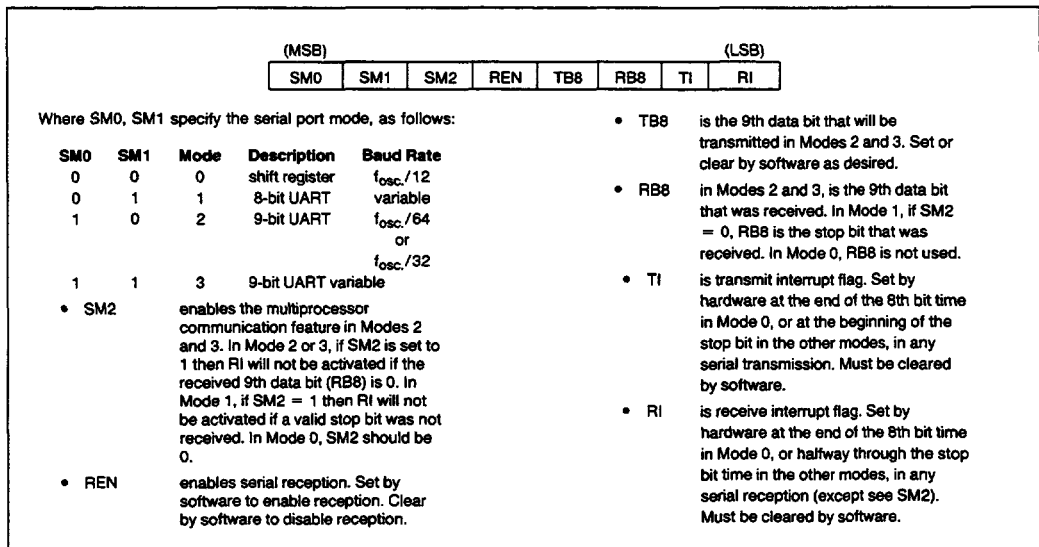 (MSB) (LSB)
SM0 SM1 SM2 REN TB8 RB8 TI RI
Where SM0, SM1 specify the serial port mode, as follows:
SM0 SM1 Mode Description Baud Rate
0 0 0 shift register fosc./12
0 1 1 8-bit UART variable
1 0 2 9-bit UART fosc./64
or
fosc./32
1 1 3 9-bit UART variable
• SM2 enables the multiprocessor
communication feature in Modes 2
and 3. In Mode 2 or 3, if SM2 is set to
1 then RI will not be activated if the
received 9th data bit (RB8) is 0. In
Mode 1, if SM2 = 1 then RI will not
be activated if a valid stop bit was not
received. In Mode 0, SM2 should be
0.
• REN enables serial reception. Set by
software to enable reception. Clear
by software to disable reception.
• TB8 is the 9th data bit that will be
transmitted in Modes 2 and 3. Set or
clear by software as desired.
• RB8 in Modes 2 and 3, is the 9th data bit
that was received. In Mode 1, if SM2
= 0, RB8 is the stop bit that was
received. In Mode 0, RB8 is not used.
• TI is transmit interrupt flag. Set by
hardware at the end of the 8th bit time
in Mode 0, or at the beginning of the
stop bit in the other modes, in any
serial transmission. Must be cleared
by software.
• RI is receive interrupt flag. Set by
hardware at the end of the 8th bit time
in Mode 0, or halfway through the stop
bit time in the other modes, in any
serial reception (except see SM2).
Must be cleared by software.